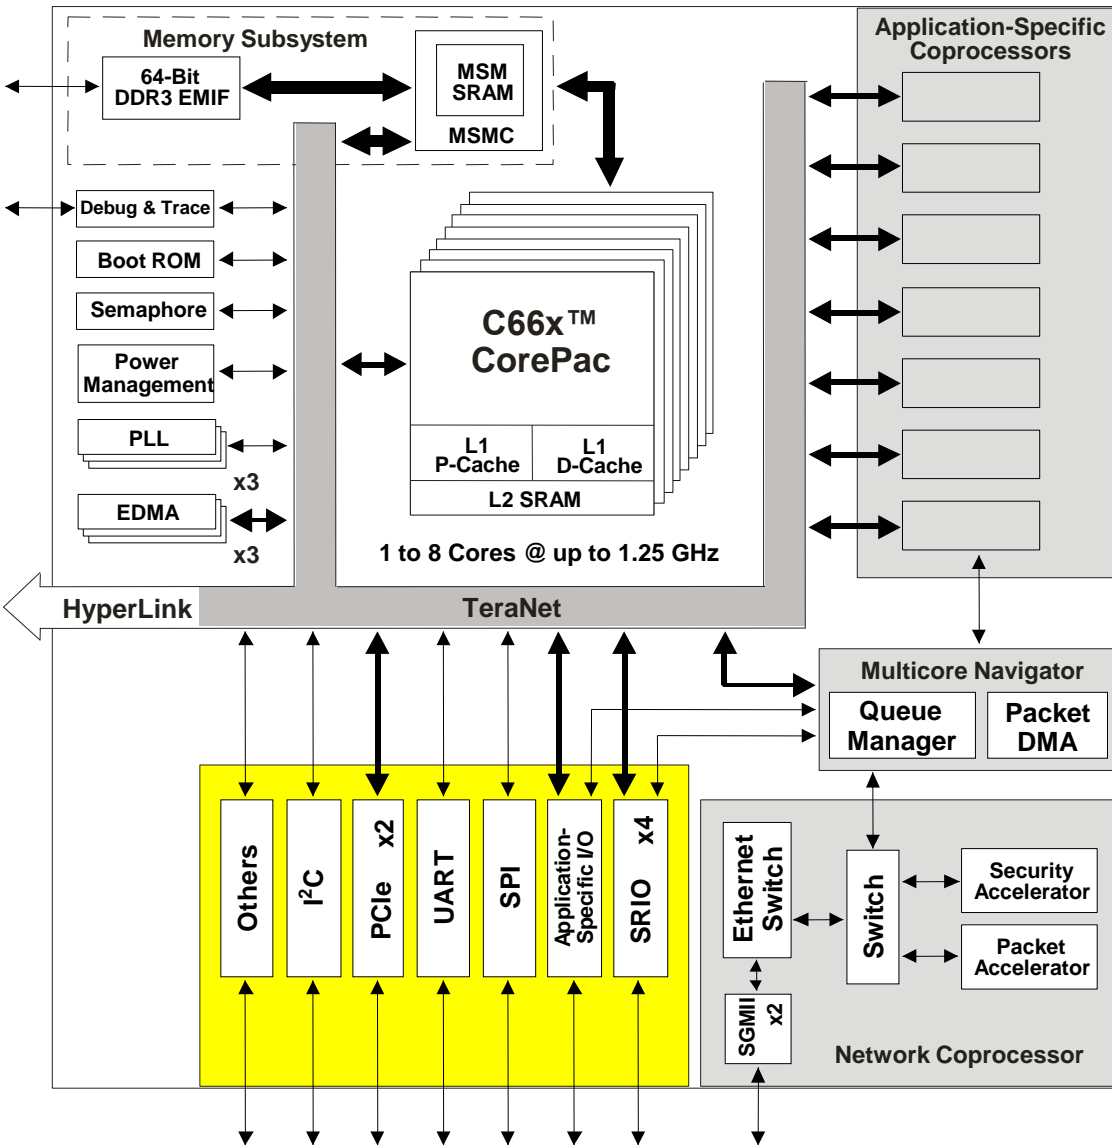 Memory Subsystem
64-Bit
DDR3 EMIF
MSM
SRAM
MSMC
Application-Specific
Coprocessors
Debug & Trace
Boot ROM
Semaphore
Power
Management
PLL
x3
EDMA
x3
C66x™
CorePac
L1
P-Cache
L1
D-Cache
L2 SRAM
1 to 8 Cores @ up to 1.25 GHz
HyperLink
TeraNet
Multicore Navigator
Queue
Manager
Packet
DMA
Others
I²C
PCIe x2
UART
SPI
Application-
Specific I/O
SRIO x4
Ethernet
Switch
Switch
Security
Accelerator
Packet
Accelerator
SGMII
x2
Network Coprocessor